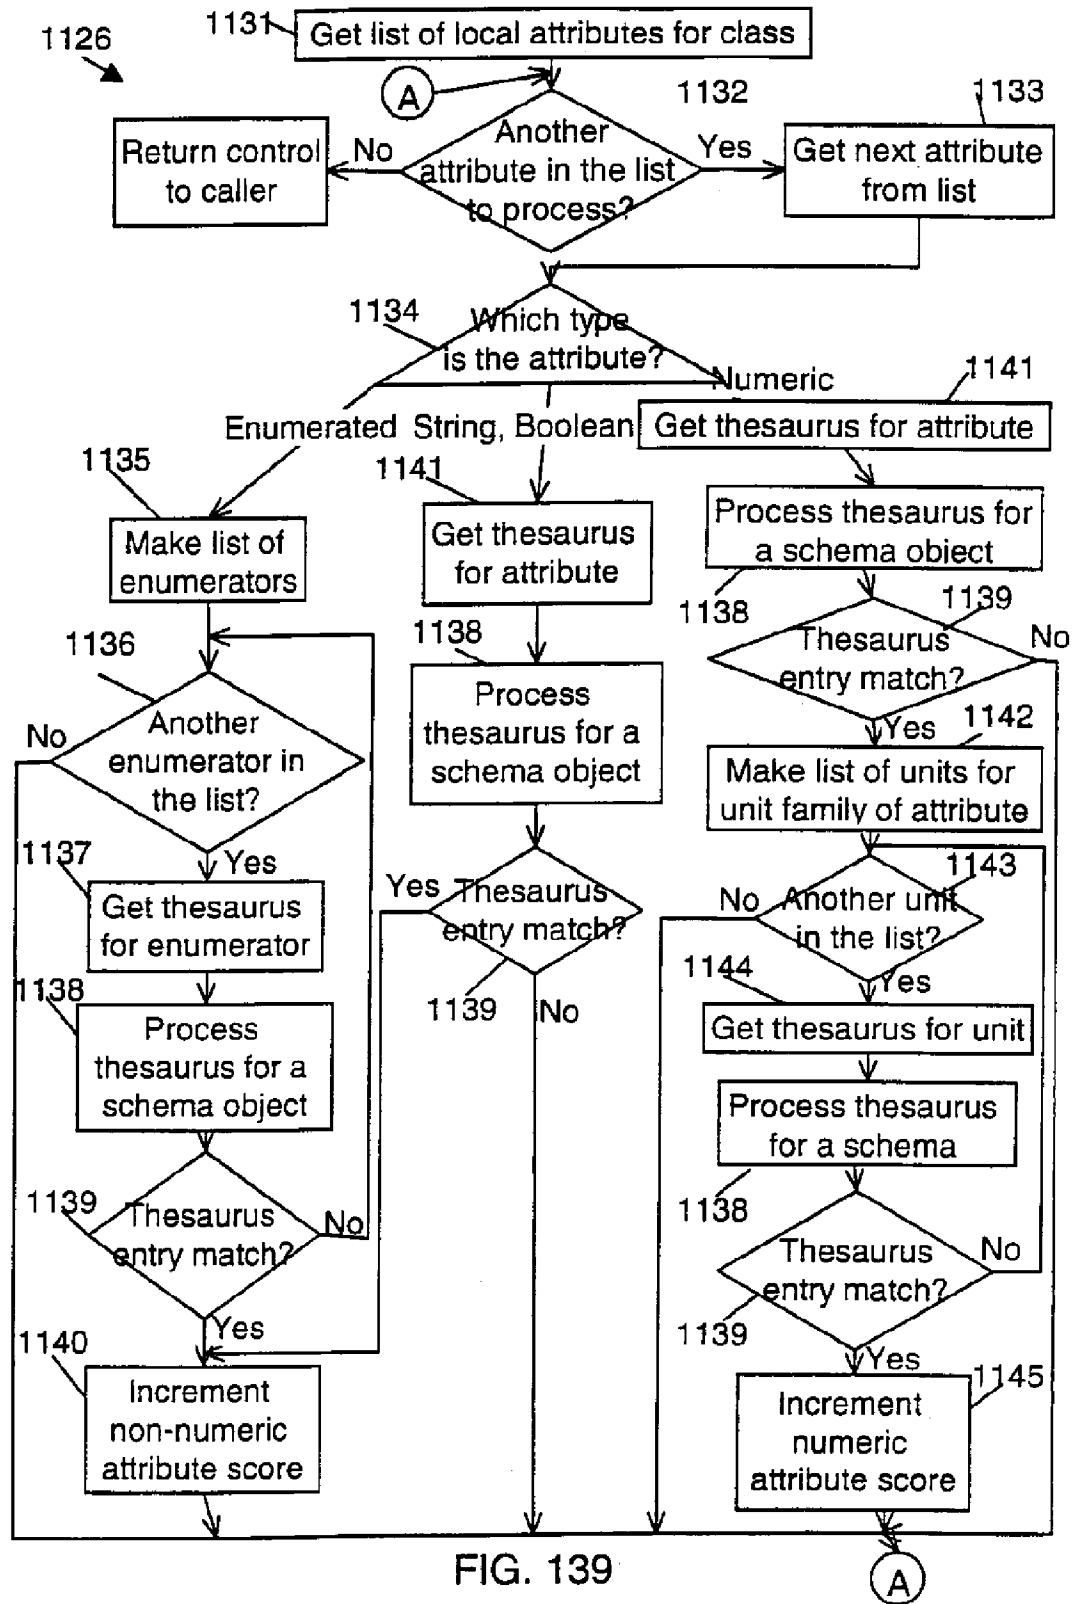 1126
1131
Get list of local attributes for class
A
1132
1133
Return control
to caller
No
Another
attribute in the list
to process?
Yes
Get next attribute
from list
1134
Which type
is the attribute?
Numeric
1141
Enumerated String, Boolean
Get thesaurus for attribute
1135
Make list of
enumerators
1136
Another
enumerator in
the list?
No
Yes
1137
Get thesaurus
for enumerator
1138
Process
thesaurus for a
schema object
1139
Thesaurus
entry match?
No
Yes
1140
Increment
non-numeric
attribute score
1141
Get thesaurus
for attribute
1138
Process
thesaurus for a
schema object
Yes
Thesaurus
entry match?
1139
No
Process thesaurus for
a schema object
1138
1139
Thesaurus
entry match?
No
Yes
1142
Make list of units for
unit family of attribute
1143
No
Another unit
in the list?
Yes
1144
Get thesaurus for unit
Process thesaurus
for a schema
1138
Thesaurus
entry match?
No
1139
Yes
1145
Increment
numeric
attribute score
A
FIG. 139